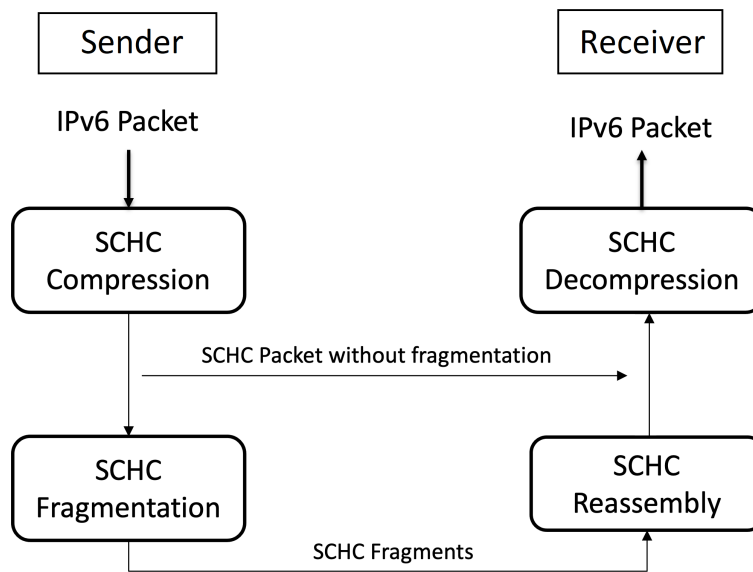 Sender
Receiver
IPv6 Packet
IPv6 Packet
SCHC
Compression
SCHC
Decompression
SCHC Packet without fragmentation
SCHC
Fragmentation
SCHC
Reassembly
SCHC Fragments